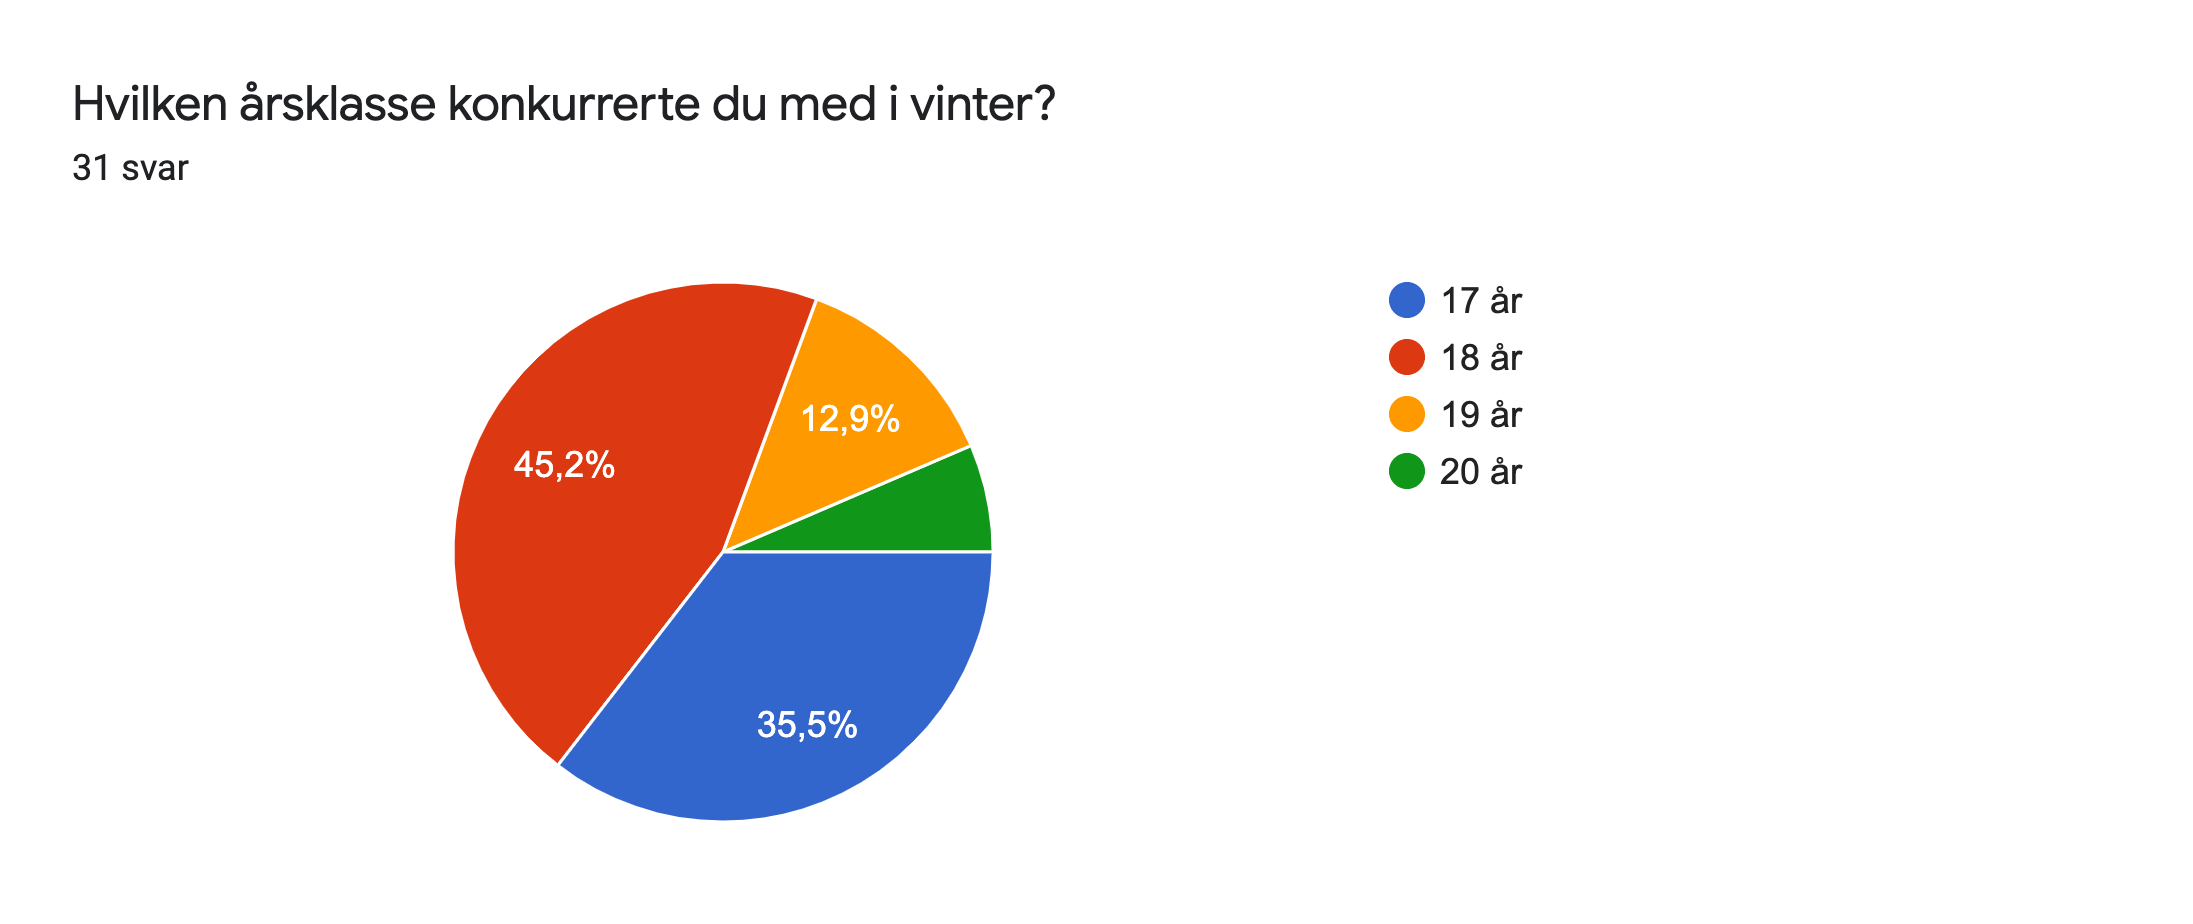 Hvilken årsklasse konkurrerte du med i vinter?
31 svar
17 år
18 år
19 år
20 år
12,9%
45,2%
35,5%